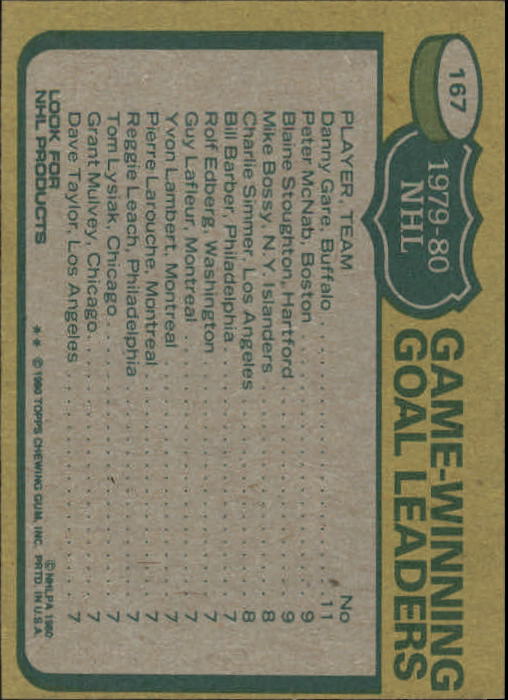 167
1979-80
NHL
GAME-WINNING
GOAL LEADERS
PLAYER, TEAM No
Danny Gare, Buffalo 11
Peter McNab, Boston 9
Blaine Stoughton, Hartford 9
Mike Bossy, N.Y. Islanders 8
Charlie Simmer, Los Angeles 8
Bill Barber, Philadelphia 7
Rolf Edberg, Washington 7
Guy Lafleur, Montreal 7
Yvon Lambert, Montreal 7
Pierre Larouche, Montreal 7
Reggie Leach, Philadelphia 7
Tom Lysiak, Chicago 7
Grant Mulvey, Chicago 7
Dave Taylor, Los Angeles 7
LOOK FOR
NHL PRODUCTS
** © 1980 TOPPS CHEWING GUM, INC. PRTD. IN U.S.A.
© NHLPA 1980